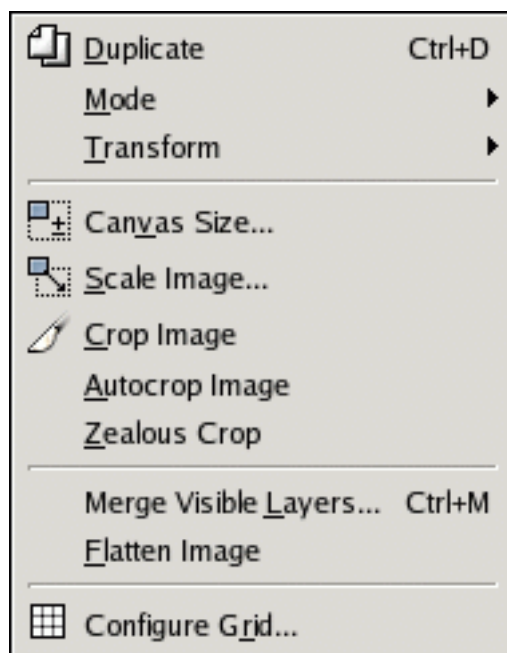 Duplicate Ctrl+D
Mode
Transform
Canvas Size...
Scale Image...
Crop Image
Autocrop Image
Zealous Crop
Merge Visible Layers... Ctrl+M
Flatten Image
Configure Grid...